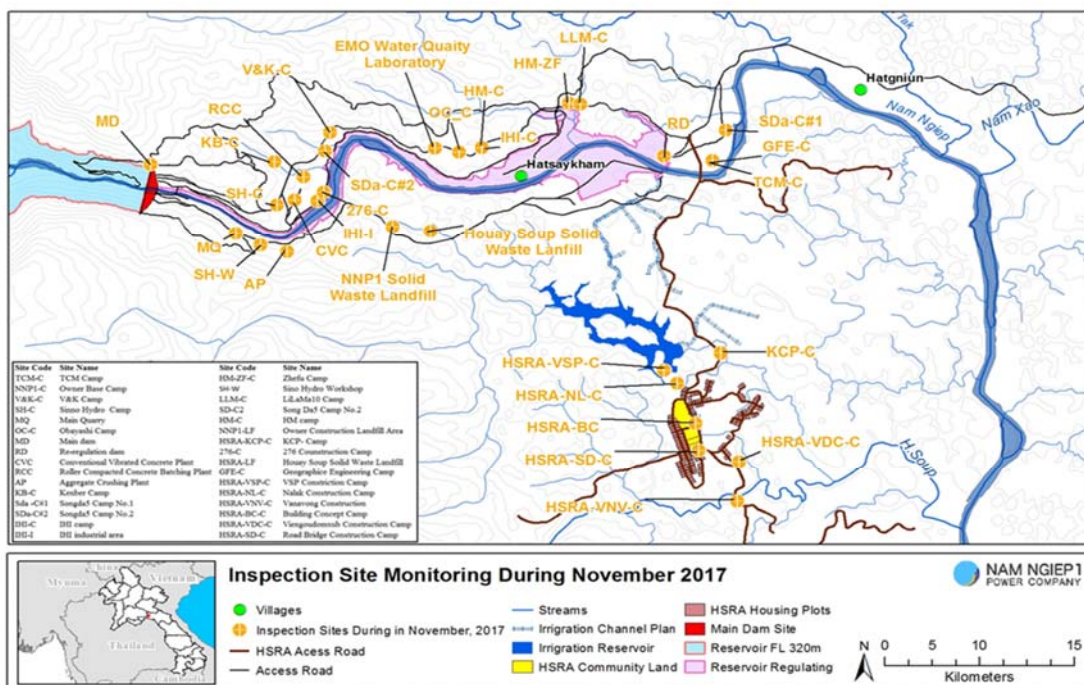 Tak
LLM-C
EMO Water Quaity
Laboratory
HM-ZF
V&K-C
HM-C
Hatgniun
RCC
OC_C
Nam Ngiep
Nam Xao
MD
KB-C
IHI-C
RD
SDa-C#1
Hatsaykham
GFE-C
SH-C
SDa-C#2
TCM-C
276-C
IHI-I
MQ
CVC
Houay Soup Solid
Waste Lanfill
SH-W
AP
NNP1 Solid
Waste Landfill
KCP-C
HSRA-VSP-C
HSRA-NL-C
HSRA-BC
HSRA-VDC-C
HSRA-SD-C
H.Soup
HSRA-VNV-C
Site Code Site Name Site Code Site Name
TCM-C TCM Camp HM-ZF-C Zhefu Camp
NNP1-C Owner Base Camp SH-W Sino Hydro Workshop
V&K-C V&K Camp LLM-C LiLaMa10 Camp
SH-C Sinno Hydro Camp SD-C2 Song Da5 Camp No.2
MQ Main Quarry HM-C HM camp
OC-C Obayashi Camp NNP1-LF Owner Construction Landfill Area
MD Main dam HSRA-KCP-C KCP- Camp
RD Re-regulation dam 276-C 276 Counstruction Camp
CVC Conventional Vibrated Concrete Plant HSRA-LF Houey Soup Soild Waste Landfill
RCC Roller Compacted Concrete Batching Plant GFE-C Geographice Engineering Camp
AP Aggregate Crushing Plant HSRA-VSP-C VSP Constriction Camp
KB-C Kenber Camp HSRA-NL-C Nalak Construction Camp
Sda -C#1 Songda5 Camp No.1 HSRA-VNV-C Vanavong Construction
SDa-C#2 Songda5 Camp No.2 HSRA-BC-C Building Concept Camp
IHI-C IHI camp HSRA-VDC-C Construction Camp
IHI-I IHI industrial area HSRA-SD-C Road Bridge Construction Camp
China
Myanma
Vietnam
Thailand
Cambodia
Inspection Site Monitoring During November 2017
NAM NGIEP1
POWER COMPANY
Villages
Inspection Sites During in November, 2017
HSRA Acess Road
Access Road
Streams
Irrigration Channel Plan
Irrigation Reservoir
HSRA Community Land
HSRA Housing Plots
Main Dam Site
Reservoir FL 320m
Reservoir Regulating
N
0 5 10 15
Kilometers